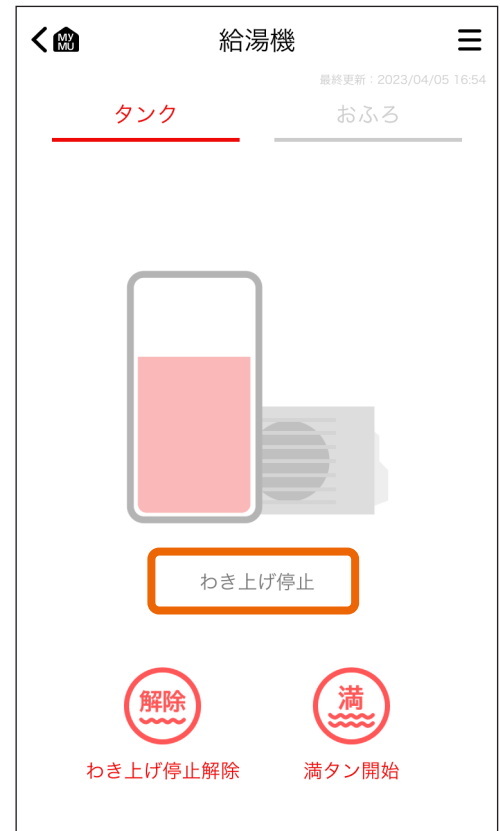 MY
MU
給湯機
最終更新：2023/04/05 16:54
タンク
おふろ
わき上げ停止
解除
満
わき上げ停止解除
満タン開始